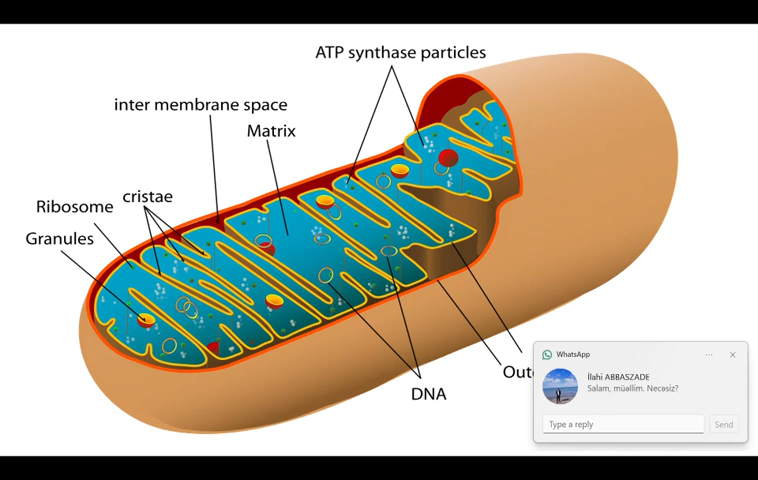 ATP synthase particles
inter membrane space
Matrix
cristae
Ribosome
Granules
DNA
WhatsApp
İlahi ABBASZADE
Salam, müəllim. Necəsiz?
Type a reply
Send